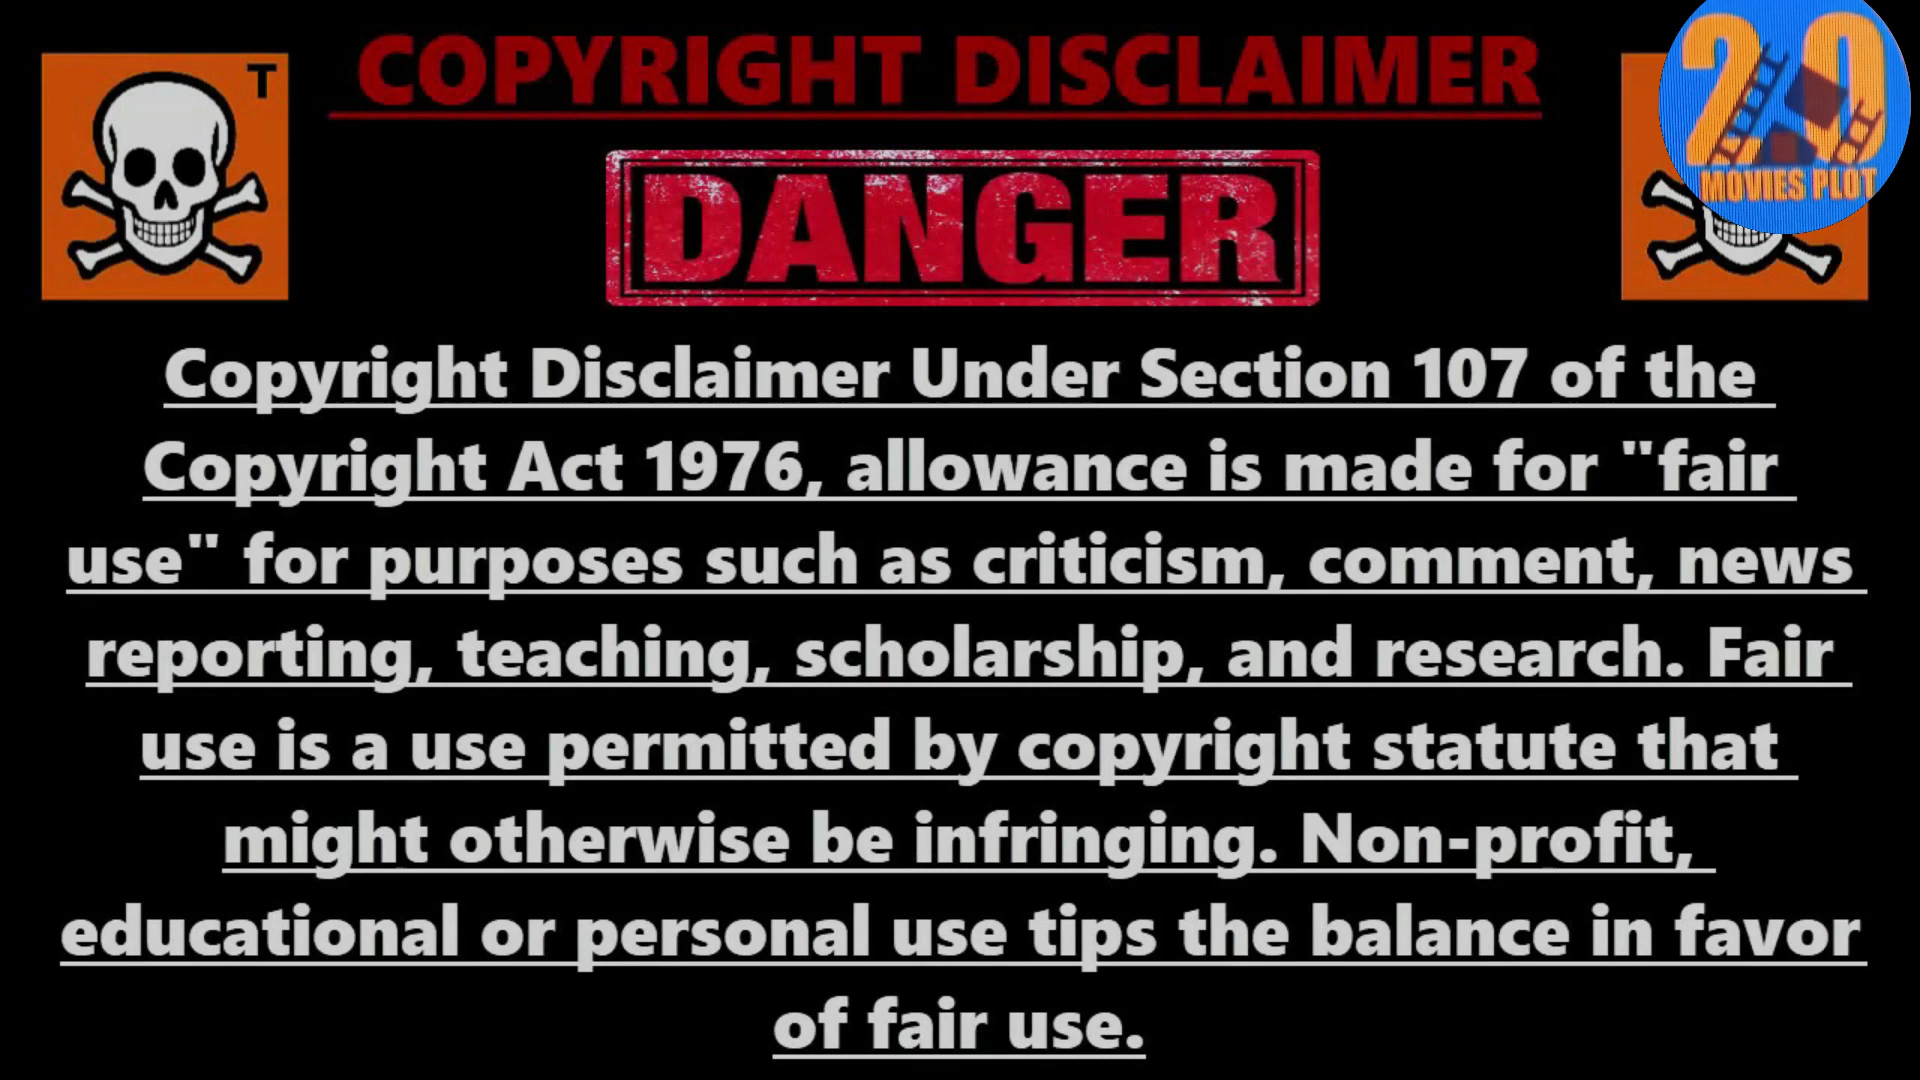 T
COPYRIGHT DISCLAIMER
20
MOVIES PLOT
DANGER
Copyright Disclaimer Under Section 107 of the
Copyright Act 1976, allowance is made for "fair
use" for purposes such as criticism, comment, news
reporting, teaching, scholarship, and research. Fair
use is a use permitted by copyright statute that
might otherwise be infringing. Non-profit,
educational or personal use tips the balance in favor
of fair use.